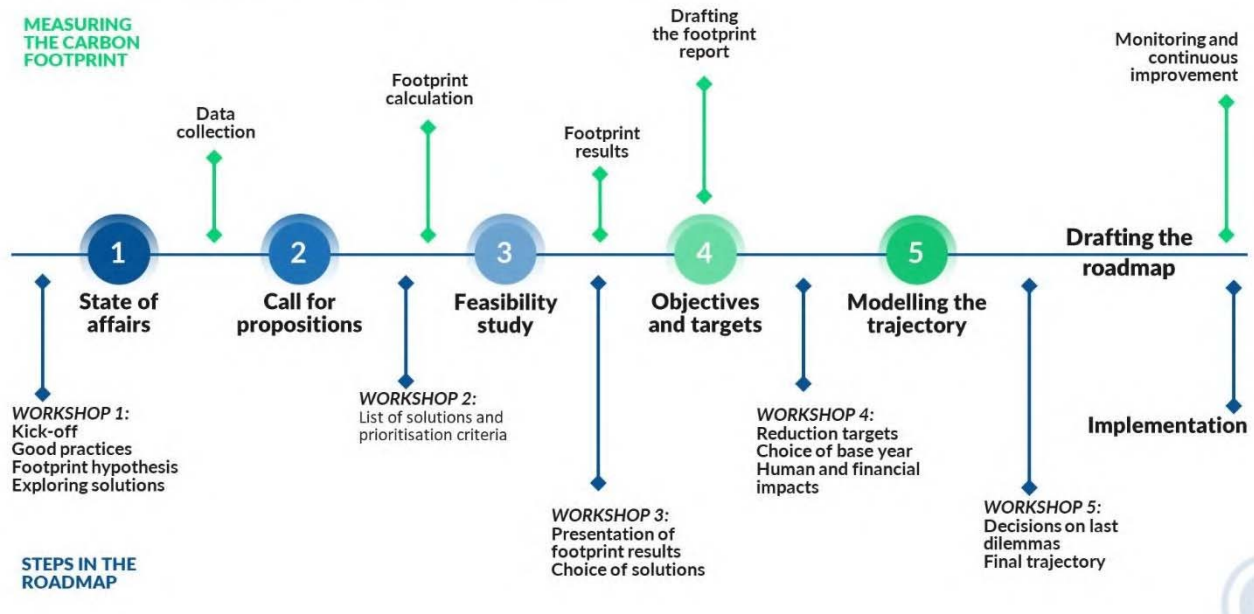 MEASURING
THE CARBON
FOOTPRINT
Data
collection
Footprint
calculation
Footprint
results
Drafting
the footprint
report
Monitoring and
continuous
improvement
1
State of
affairs
2
Call for
propositions
3
Feasibility
study
4
Objectives
and targets
5
Modelling the
trajectory
Drafting the
roadmap
WORKSHOP 1:
Kick-off
Good practices
Footprint hypothesis
Exploring solutions
WORKSHOP 2:
List of solutions and
prioritisation criteria
WORKSHOP 3:
Presentation of
footprint results
Choice of solutions
WORKSHOP 4:
Reduction targets
Choice of base year
Human and financial
impacts
WORKSHOP 5:
Decisions on last
dilemmas
Final trajectory
Implementation
STEPS IN THE
ROADMAP